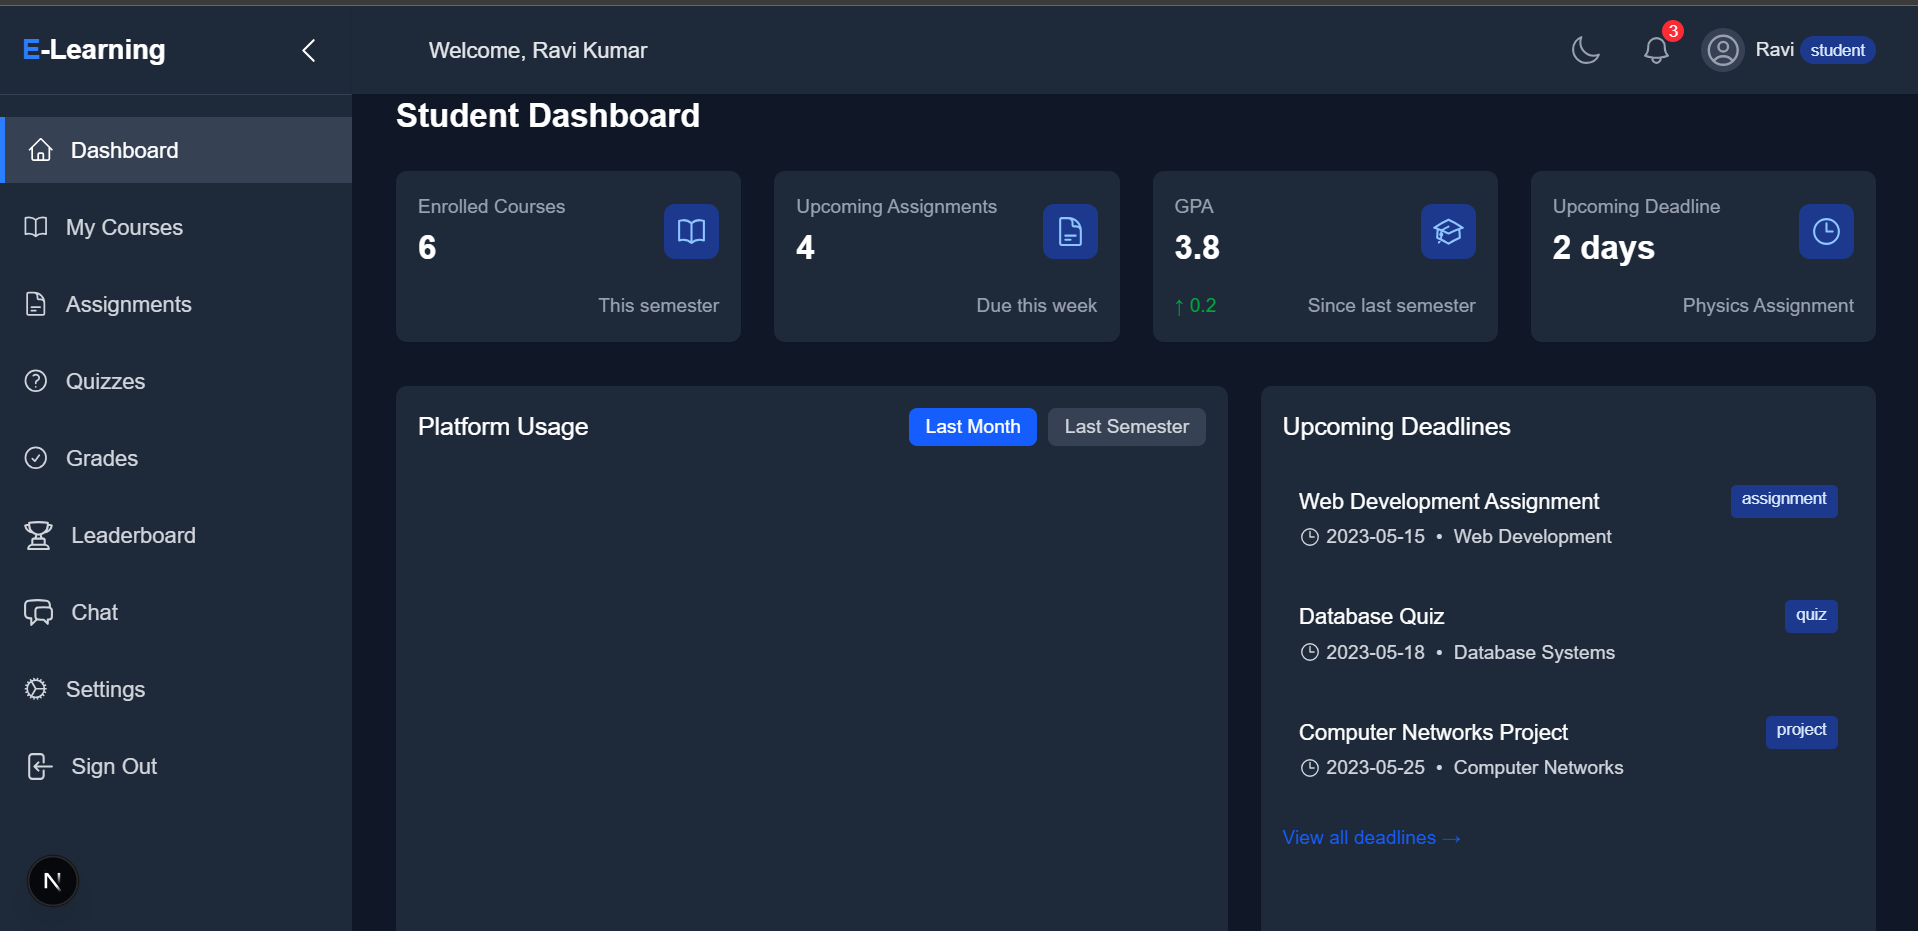 E-Learning
Welcome, Ravi Kumar
3
Ravi student
Dashboard
My Courses
Assignments
Quizzes
Grades
Leaderboard
Chat
Settings
Sign Out
N
Student Dashboard
Enrolled Courses
6
This semester
Upcoming Assignments
4
Due this week
GPA
3.8
↑ 0.2 Since last semester
Upcoming Deadline
2 days
Physics Assignment
Platform Usage
Last Month Last Semester
Upcoming Deadlines
Web Development Assignment assignment
2023-05-15 • Web Development
Database Quiz quiz
2023-05-18 • Database Systems
Computer Networks Project project
2023-05-25 • Computer Networks
View all deadlines →